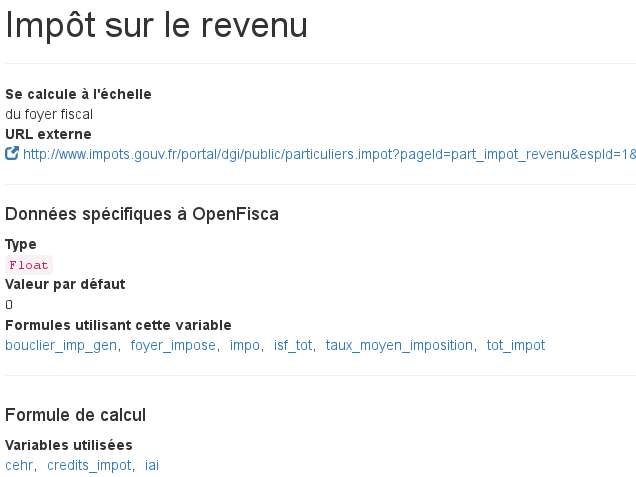 Impôt sur le revenu
Se calcule à l'échelle
du foyer fiscal
URL externe
http://www.impots.gouv.fr/portal/dgi/public/particuliers.impot?pageId=part_impot_revenu&espId=1&
Données spécifiques à OpenFisca
Type
Float
Valeur par défaut
0
Formules utilisant cette variable
bouclier_imp_gen, foyer_impose, impo, isf_tot, taux_moyen_imposition, tot_impot
Formule de calcul
Variables utilisées
cehr, credits_impot, iai